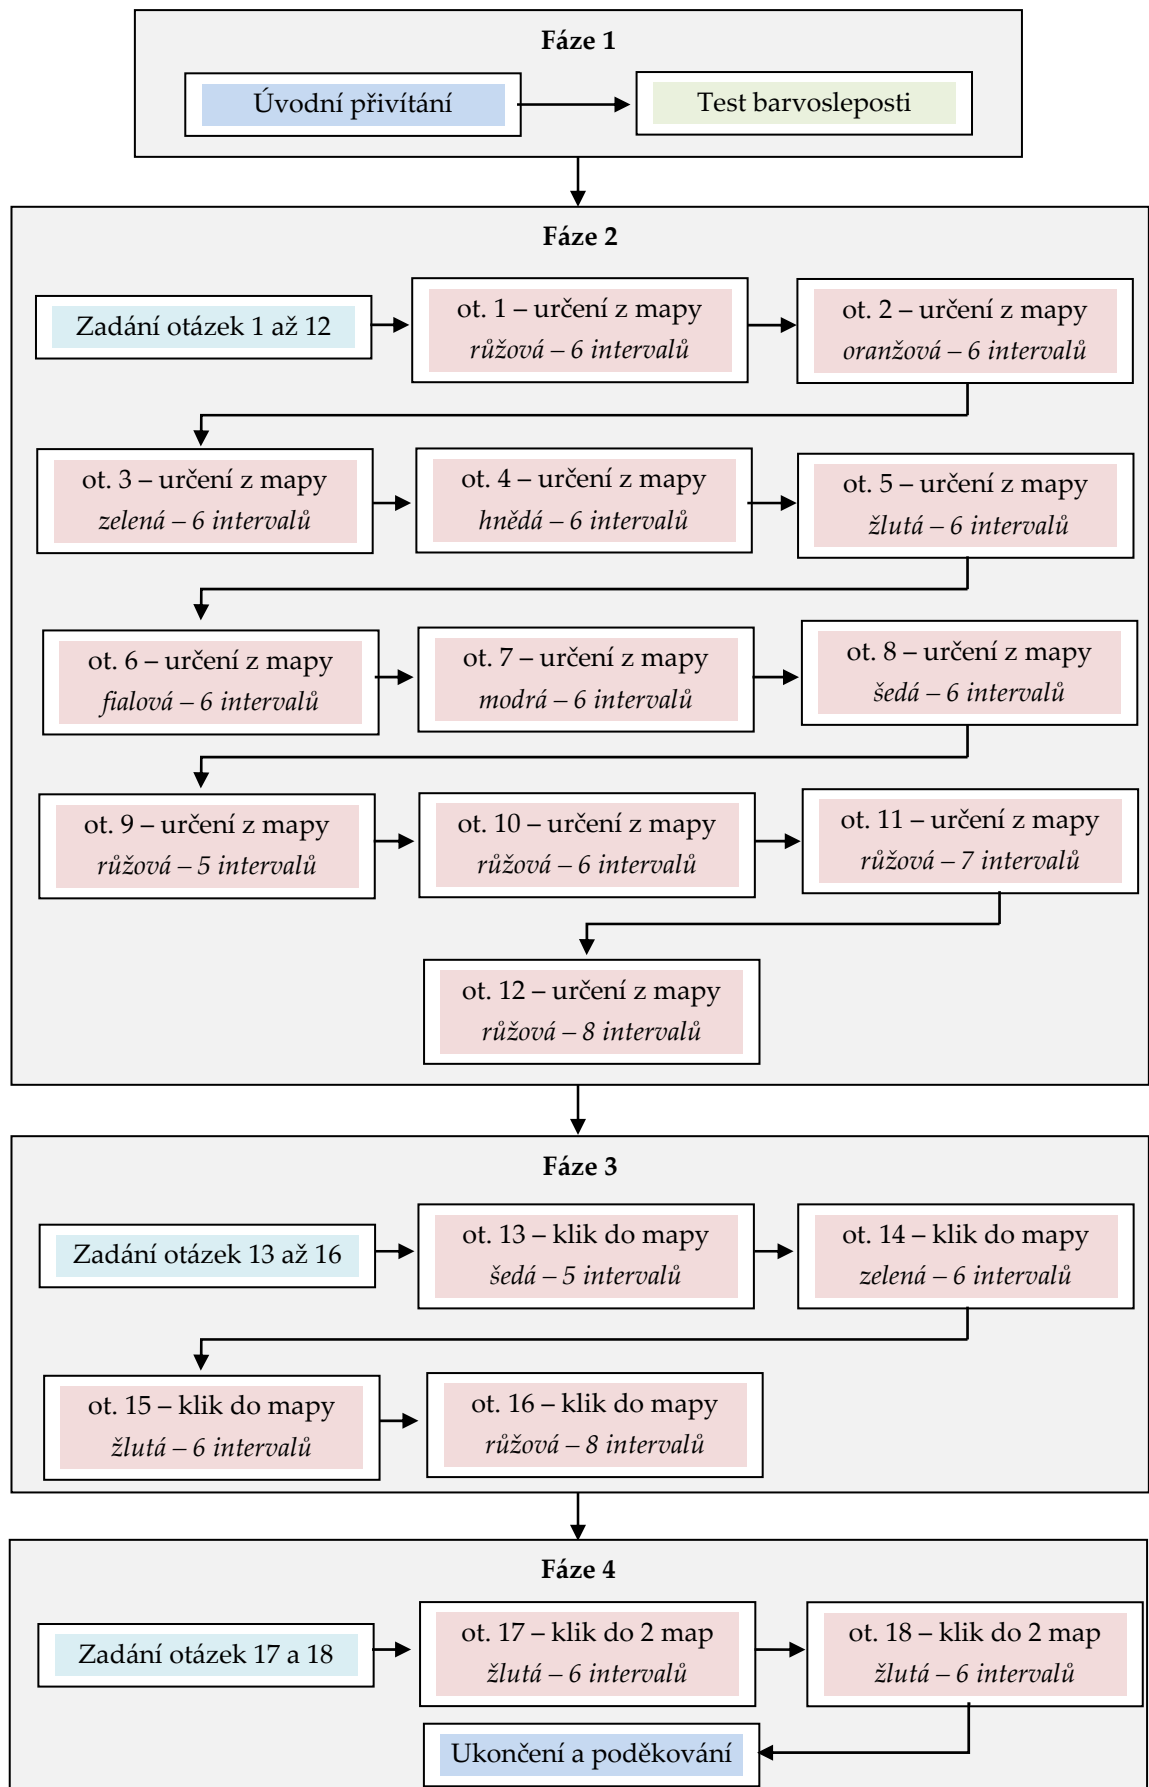 Fáze 1
Úvodní přivítání
Test barvosleposti
Fáze 2
Zadání otázek 1 až 12
ot. 1 – určení z mapy
růžová – 6 intervalů
ot. 2 – určení z mapy
oranžová – 6 intervalů
ot. 3 – určení z mapy
zelená – 6 intervalů
ot. 4 – určení z mapy
hnědá – 6 intervalů
ot. 5 – určení z mapy
žlutá – 6 intervalů
ot. 6 – určení z mapy
fialová – 6 intervalů
ot. 7 – určení z mapy
modrá – 6 intervalů
ot. 8 – určení z mapy
šedá – 6 intervalů
ot. 9 – určení z mapy
růžová – 5 intervalů
ot. 10 – určení z mapy
růžová – 6 intervalů
ot. 11 – určení z mapy
růžová – 7 intervalů
ot. 12 – určení z mapy
růžová – 8 intervalů
Fáze 3
Zadání otázek 13 až 16
ot. 13 – klik do mapy
šedá – 5 intervalů
ot. 14 – klik do mapy
zelená – 6 intervalů
ot. 15 – klik do mapy
žlutá – 6 intervalů
ot. 16 – klik do mapy
růžová – 8 intervalů
Fáze 4
Zadání otázek 17 a 18
ot. 17 – klik do 2 map
žlutá – 6 intervalů
ot. 18 – klik do 2 map
žlutá – 6 intervalů
Ukončení a poděkování